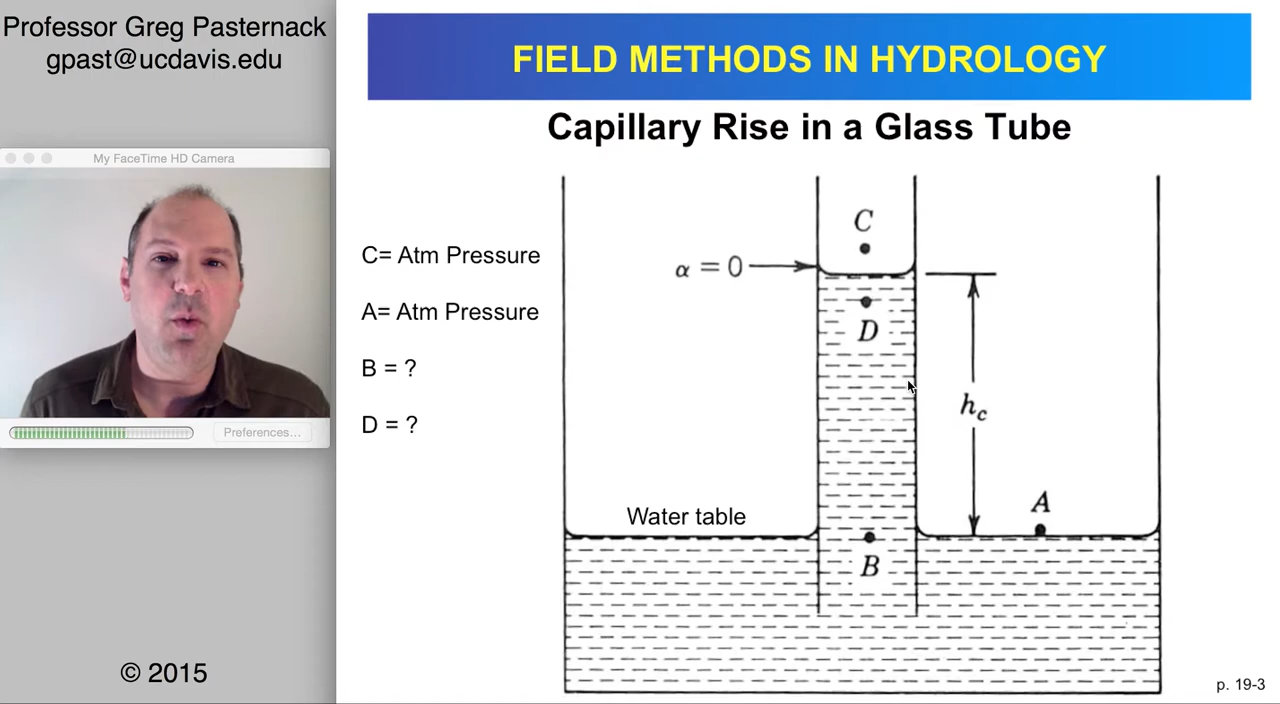 Professor Greg Pasternack
gpast@ucdavis.edu
My FaceTime HD Camera
Preferences...
© 2015
FIELD METHODS IN HYDROLOGY
Capillary Rise in a Glass Tube
C= Atm Pressure
A= Atm Pressure
B = ?
D = ?
C
α = 0
D
h_c
Water table
A
B
p. 19-3